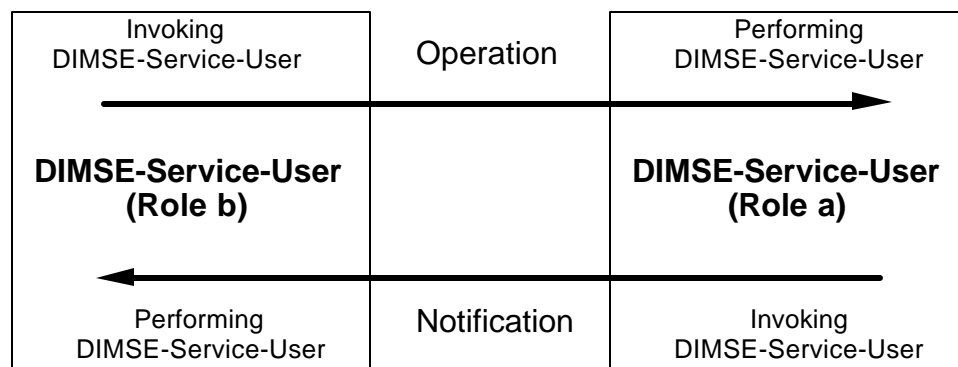 Invoking
DIMSE-Service-User
Operation
Performing
DIMSE-Service-User
DIMSE-Service-User
(Role b)
DIMSE-Service-User
(Role a)
Performing
DIMSE-Service-User
Notification
Invoking
DIMSE-Service-User